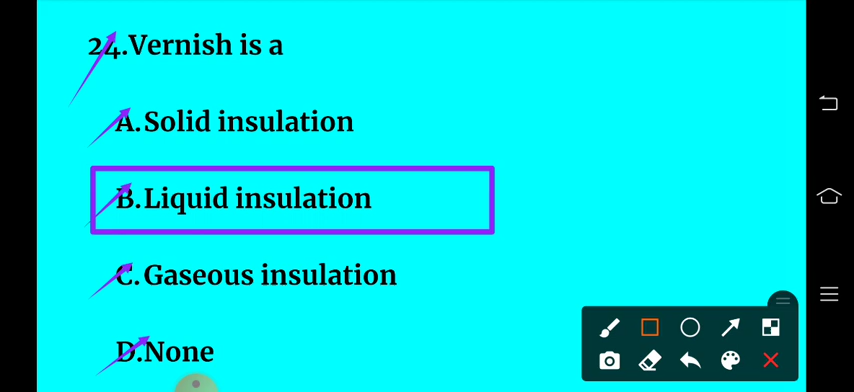 24.Vernish is a
A.Solid insulation
B.Liquid insulation
C.Gaseous insulation
D.None